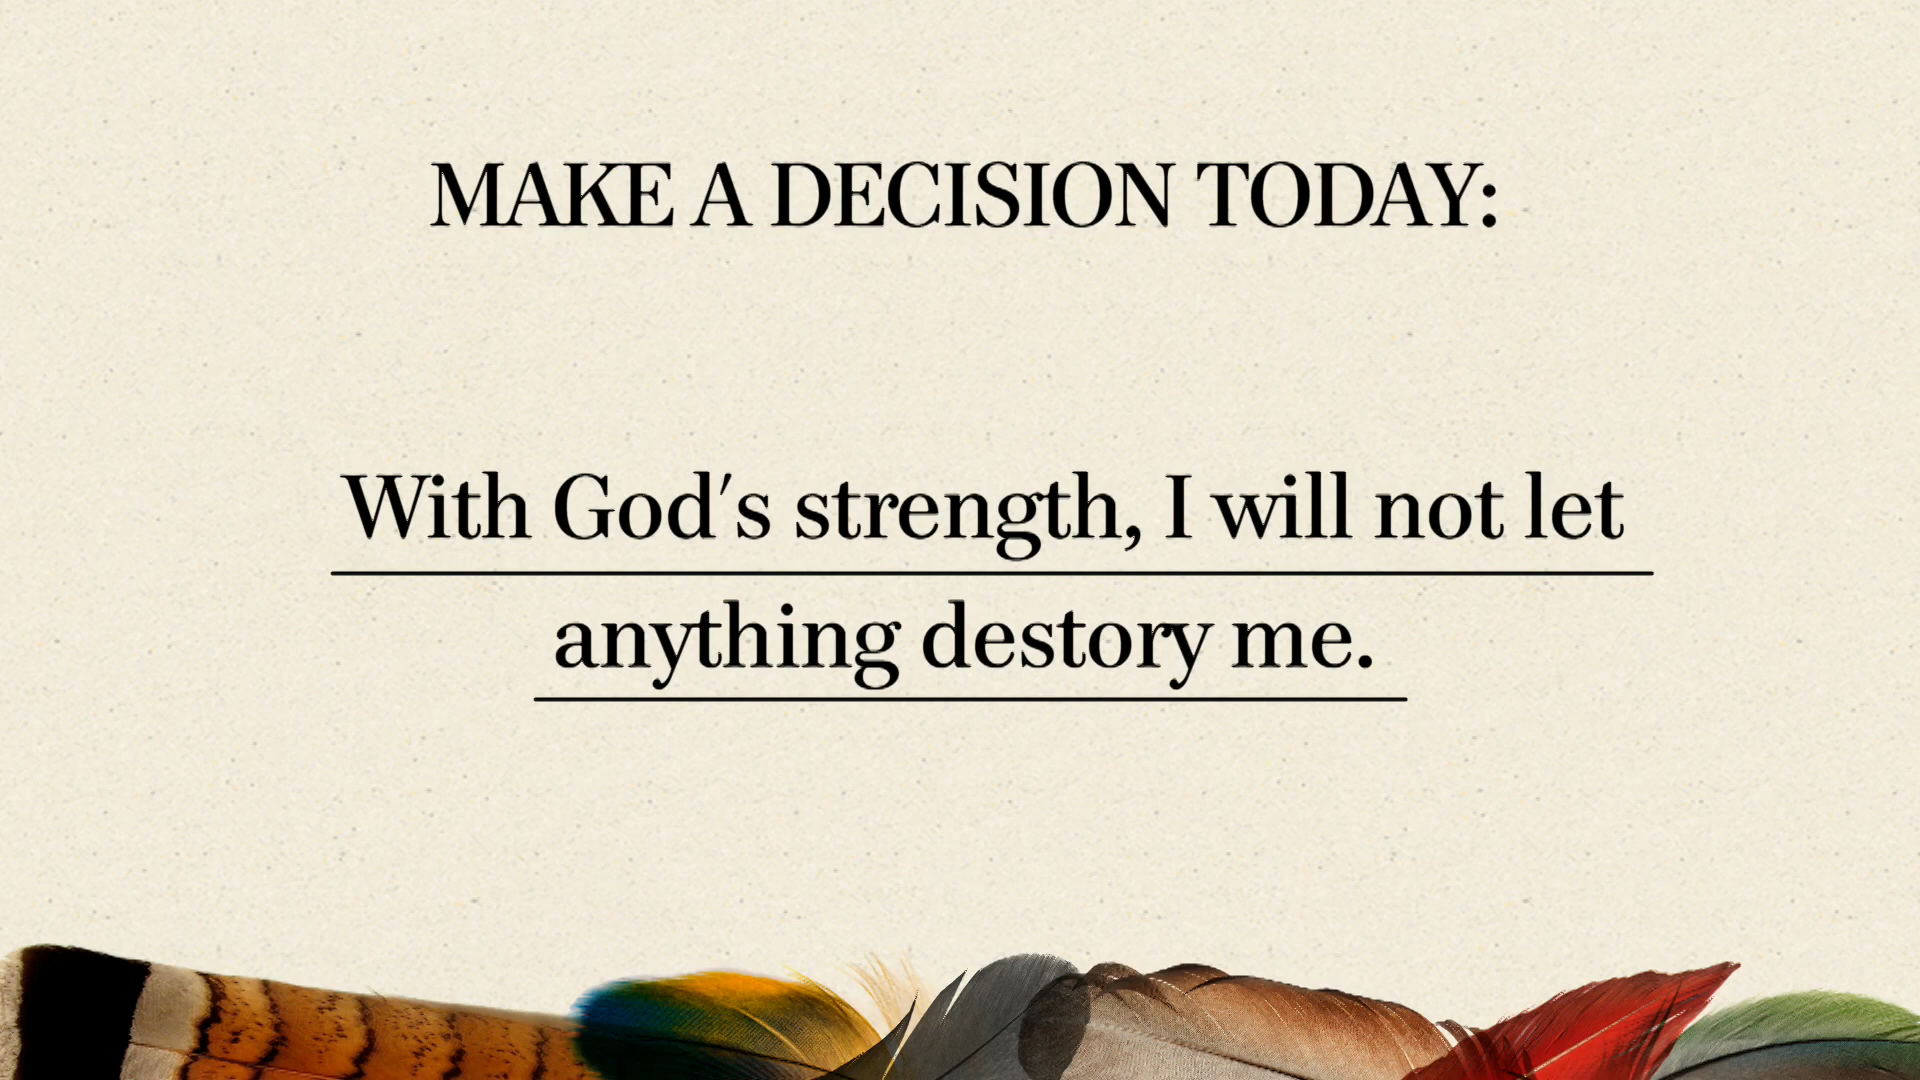 MAKE A DECISION TODAY:
With God's strength, I will not let
anything destory me.